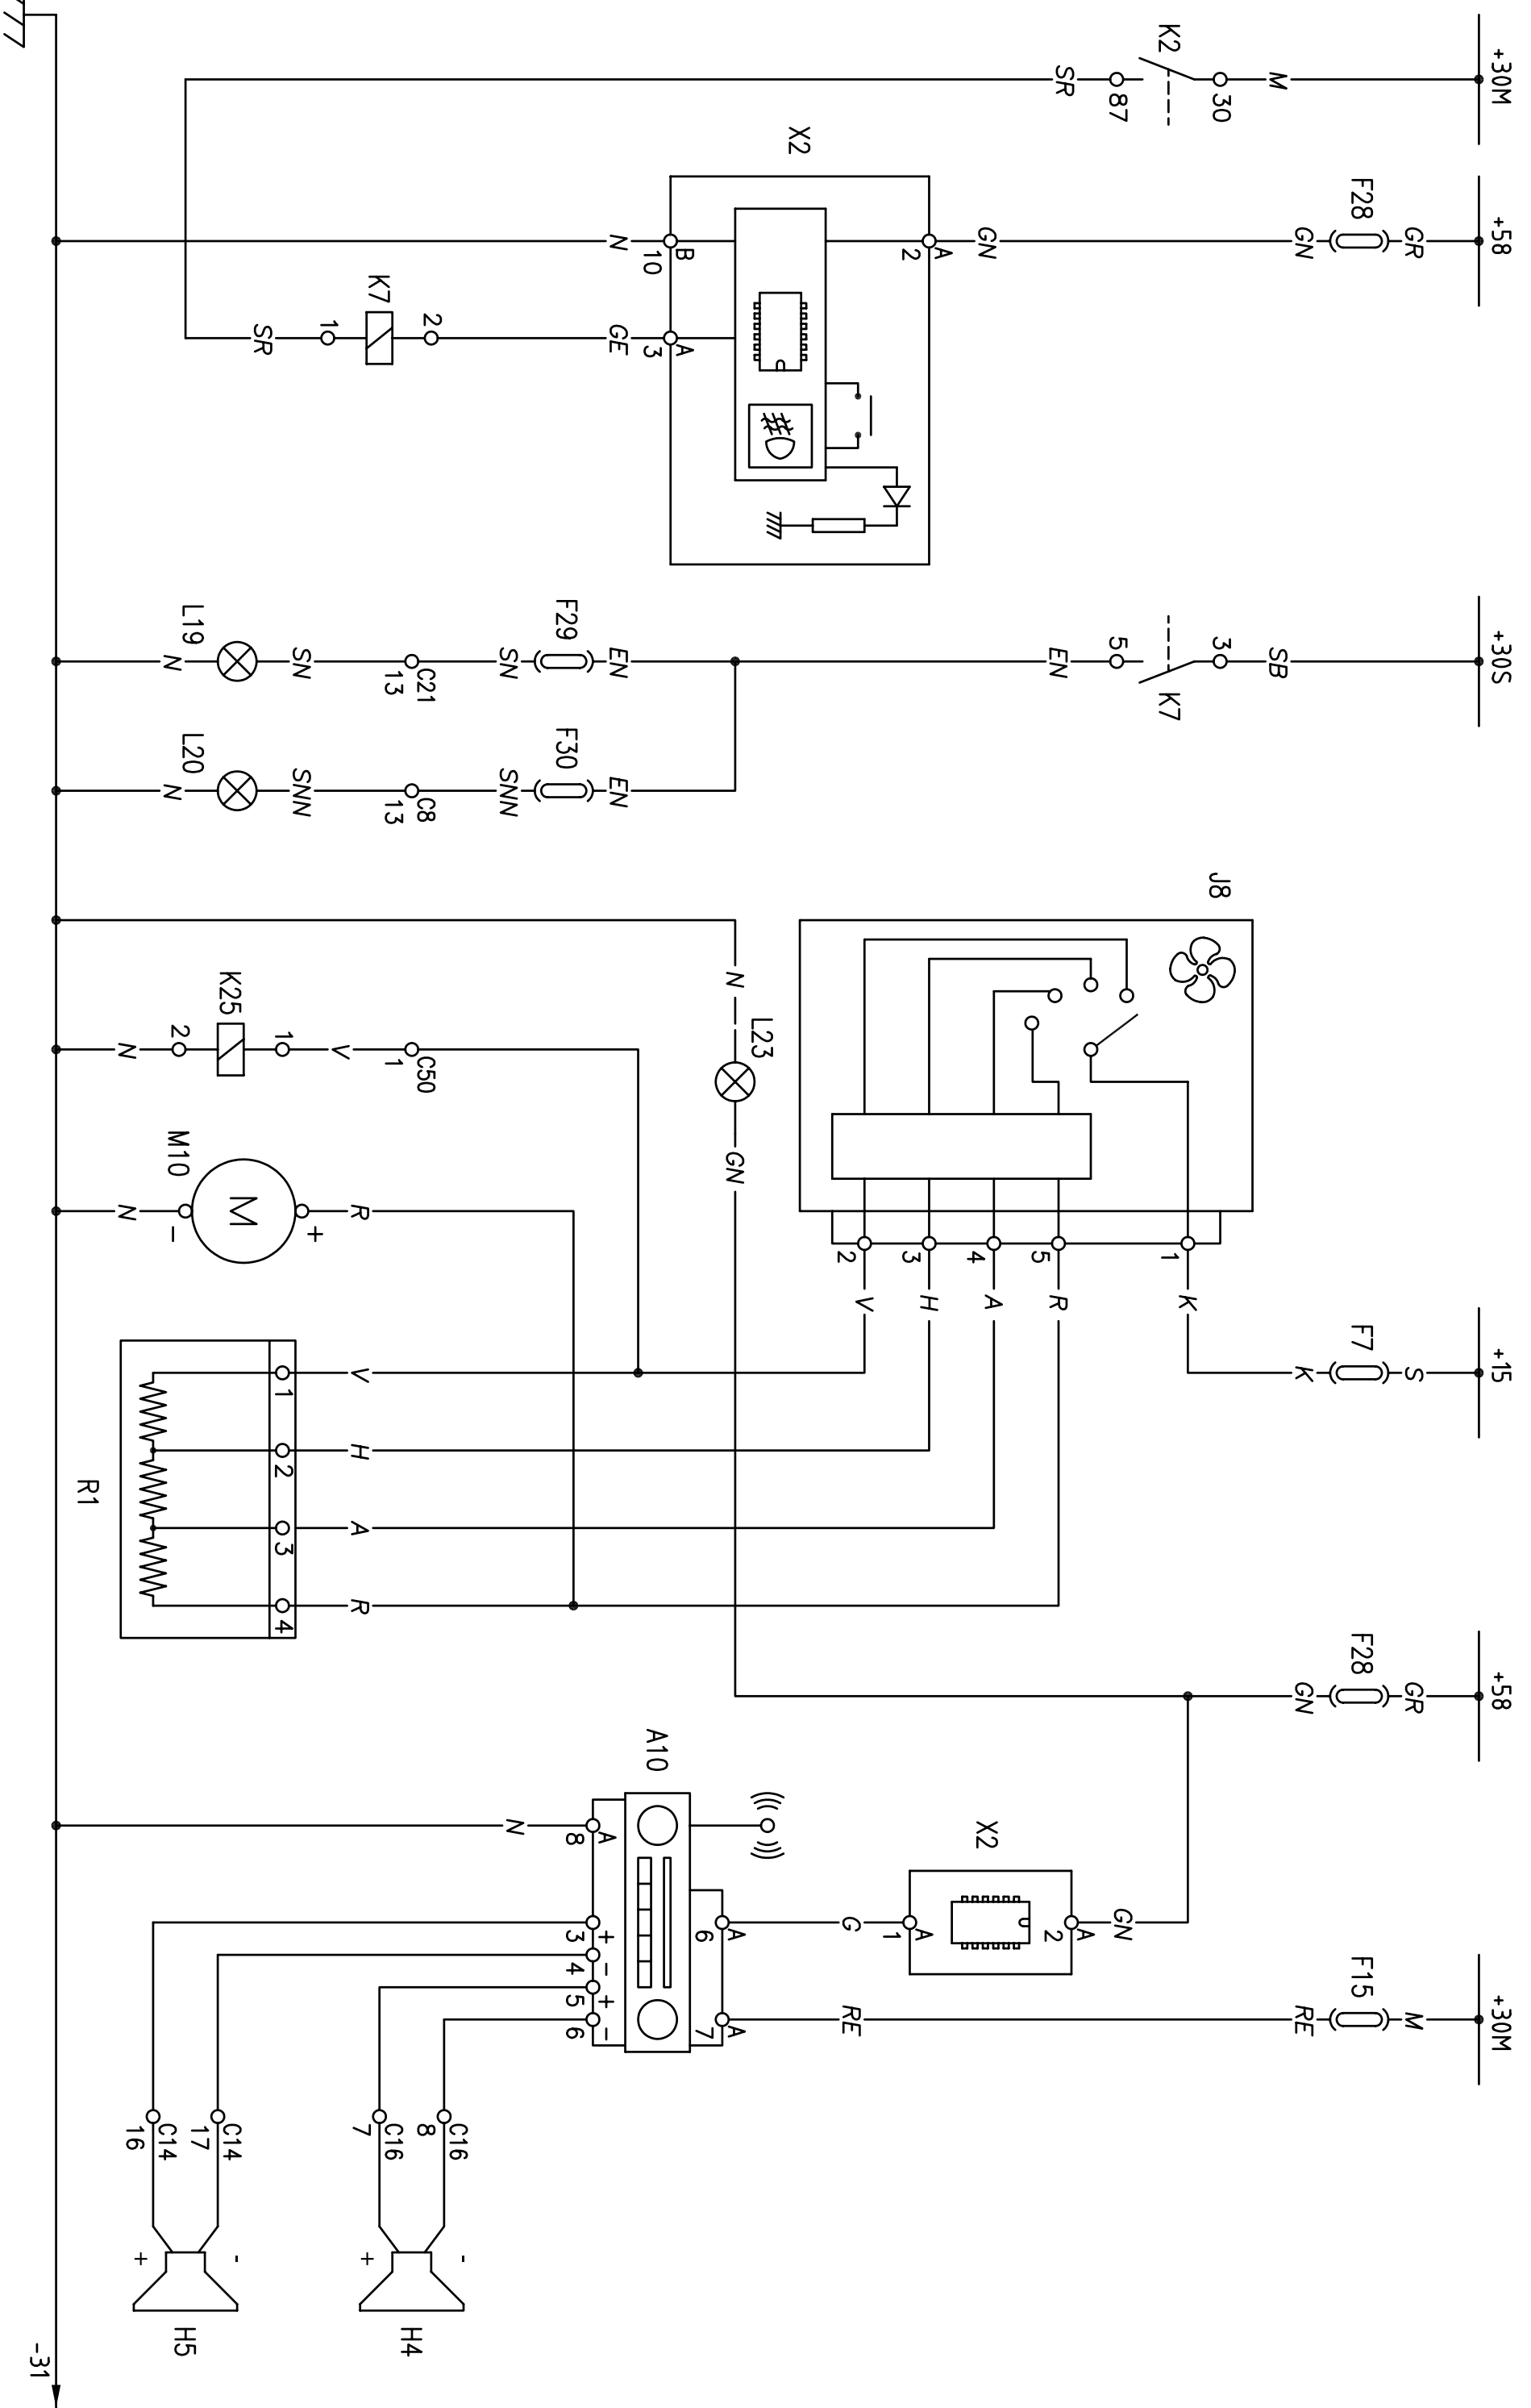 +30M +58 +30S +15 +58 +30M
GR S GR M
F28 F7 F28 F15
GN K GN RE
M SB
30 3
J8
K2 K7
1
K
87 5
GN
A
2
SR EN
R
5
GN
A
4
X2
A
2
H
3
A
1
V
2
G RE
X2
L23
N GN
A A
6 7
B A
10 3
A10
N GE EN EN
A + - + -
8 3 4 5 6
F29 F30
N SN SNN
2
C21 C8 C50 C16
13 13 1 8
H4
K7
C16
7
+ -
V
V H A R
R
1
+
1 2 3 4
SR SN SNN
K25
M
C14
17
L19 L20
2
M10
-
H5
N N
C14
16
+ -
N N
R1
-31